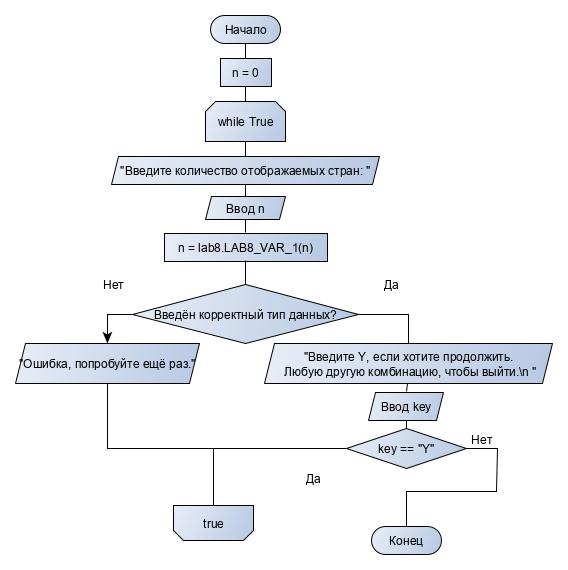 Начало
n = 0
while True
"Введите количество отображаемых стран: "
Ввод n
n = lab8.LAB8_VAR_1(n)
Нет
Да
Введён корректный тип данных?
"Ошибка, попробуйте ещё раз."
"Введите Y, если хотите продолжить.
Любую другую комбинацию, чтобы выйти.\n "
Ввод key
key == "Y"
Нет
Да
true
Конец